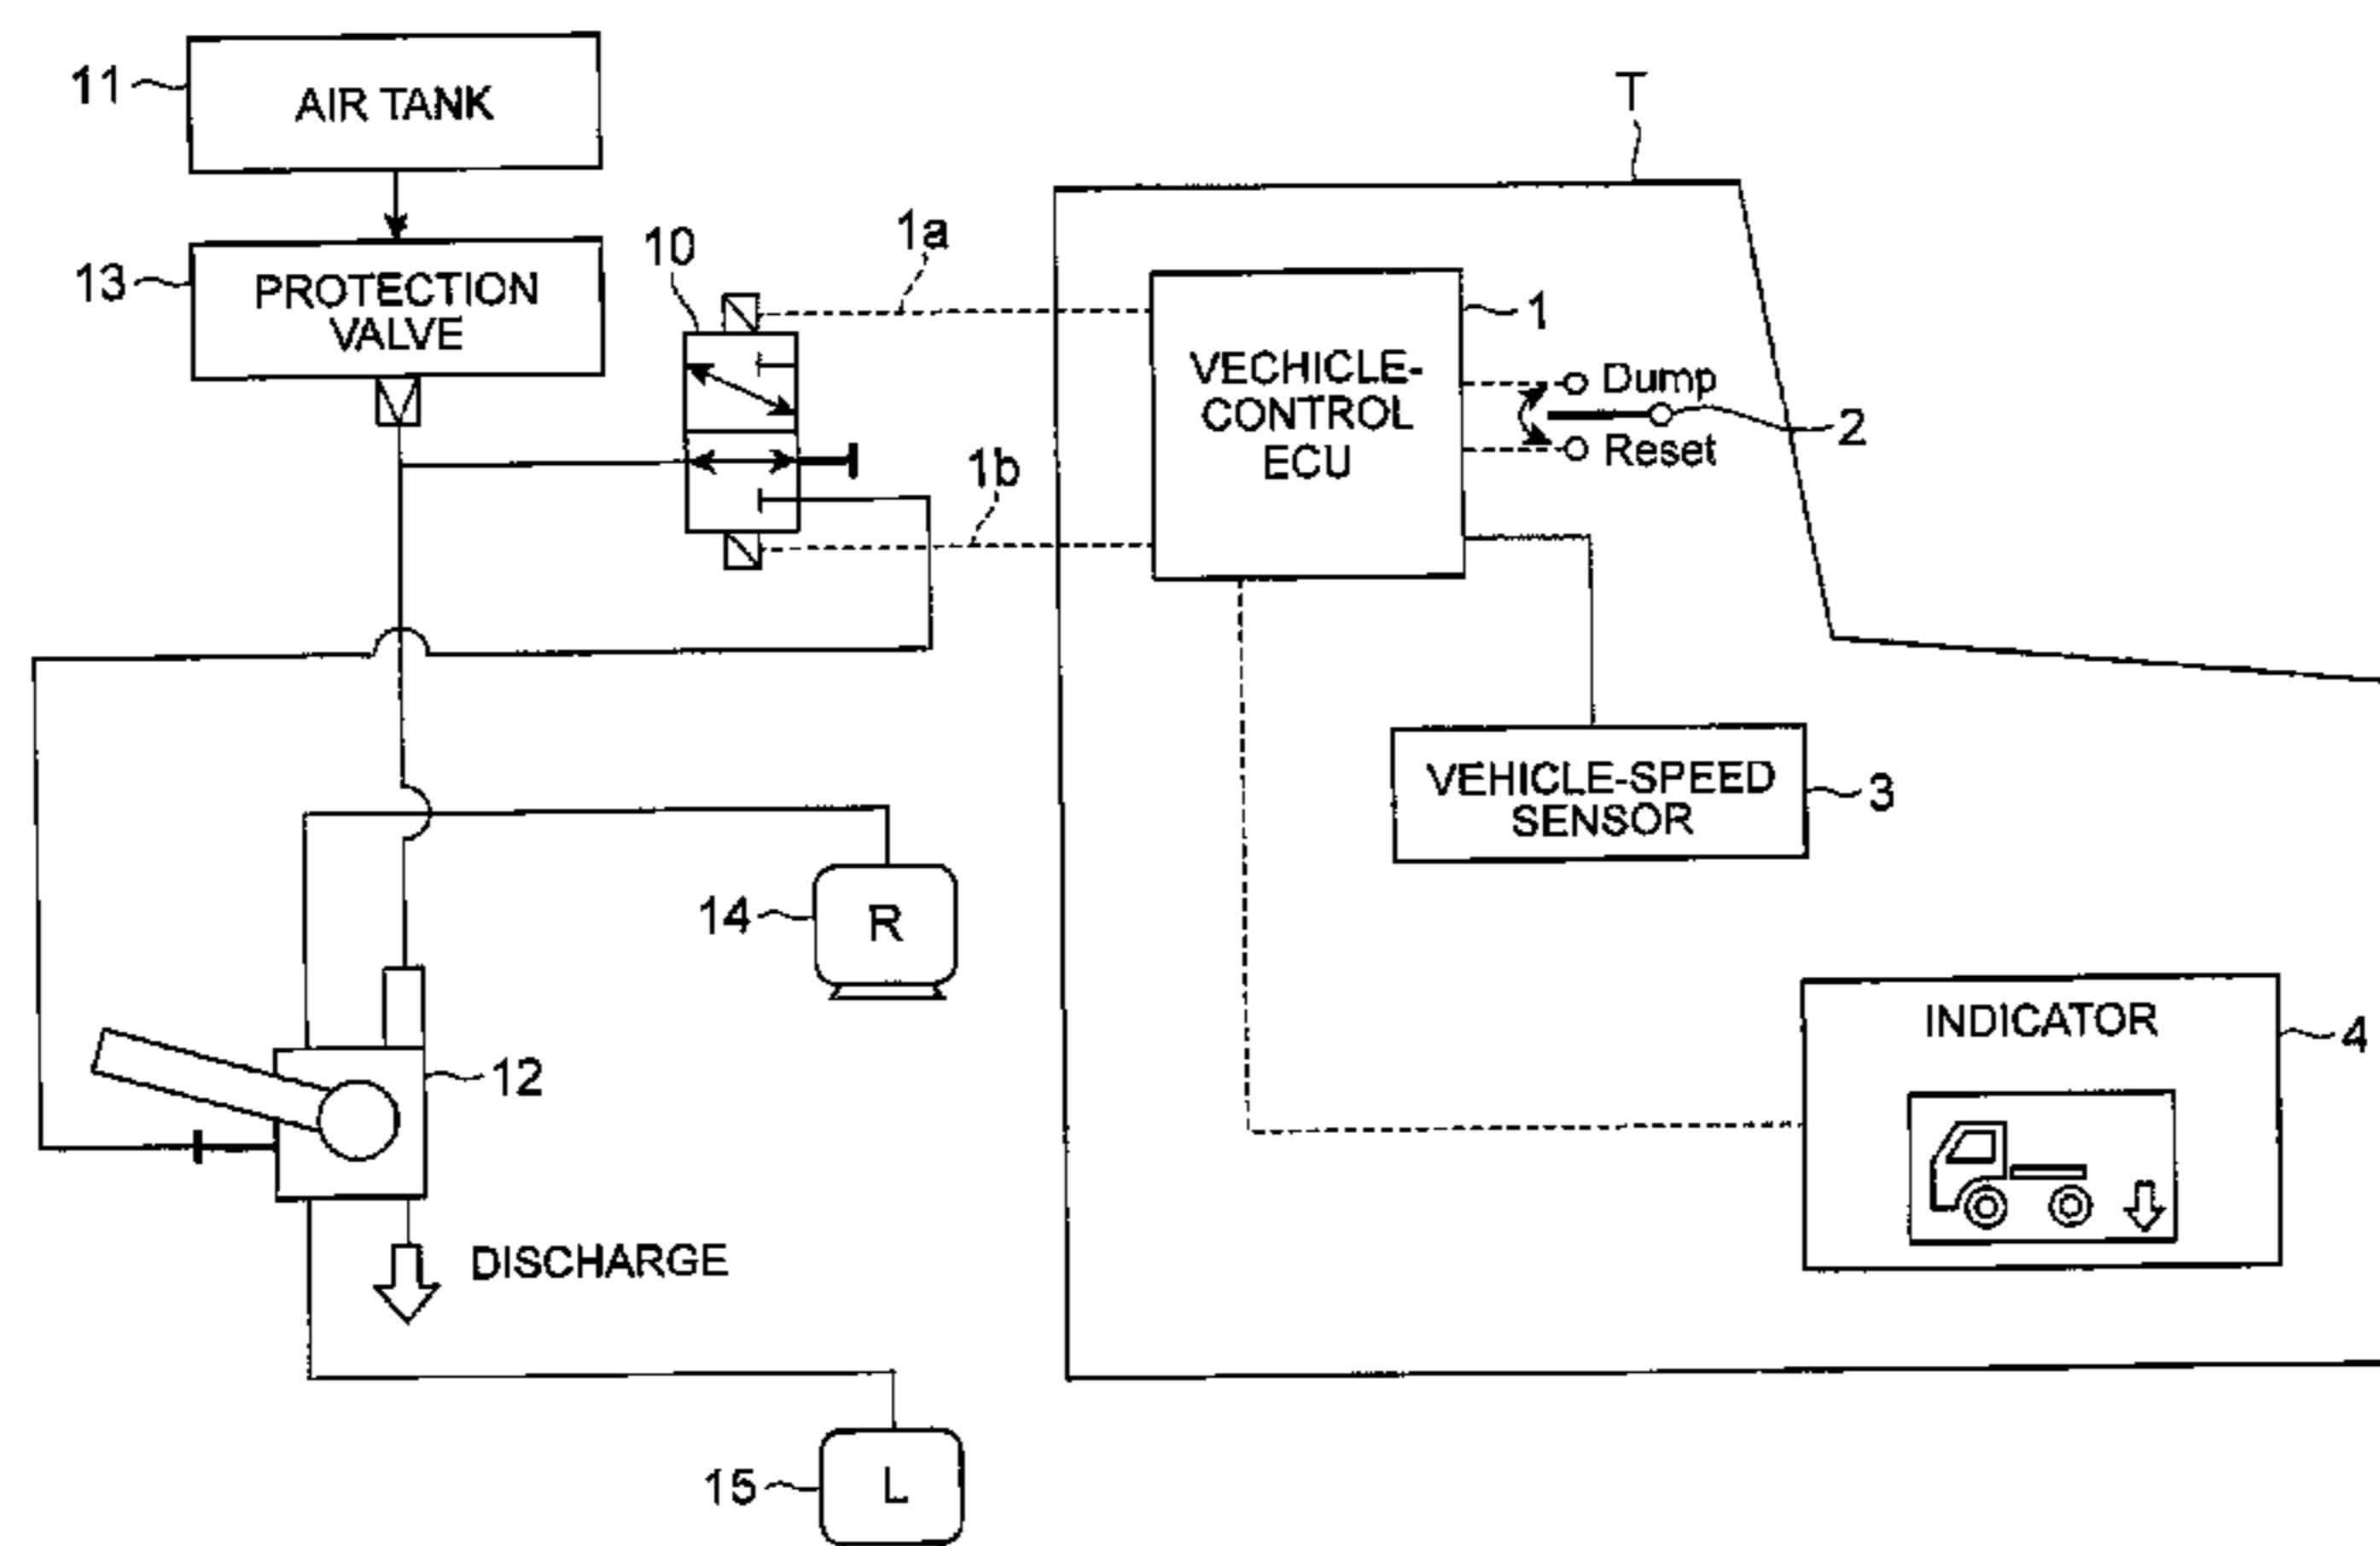 11
AIR TANK
T
13
PROTECTION
VALVE
10
1a
1
VECHICLE-
CONTROL
ECU
Dump
2
Reset
1b
VEHICLE-SPEED
SENSOR
3
14
R
INDICATOR
4
12
DISCHARGE
15
L